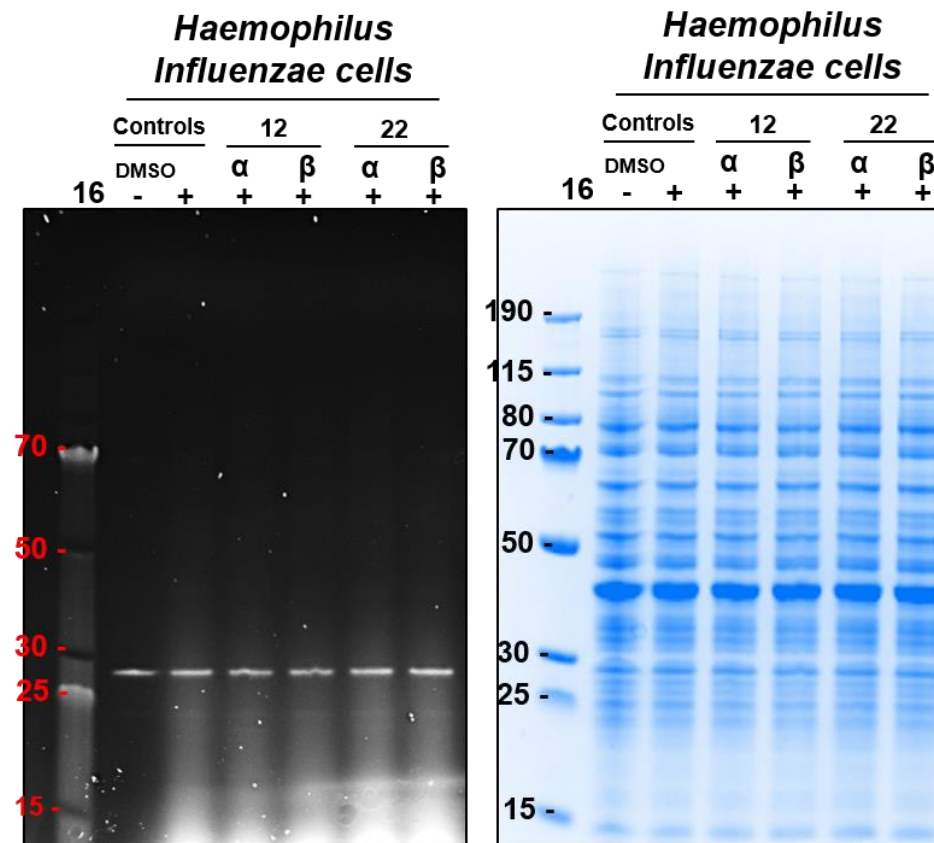 Haemophilus
Influenzae cells
Controls 12 22
DMSO α β α β
16 - + + + + +
70 -
50 -
30 -
25 -
15 -
Haemophilus
Influenzae cells
Controls 12 22
DMSO α β α β
16 - + + + + +
190 -
115 -
80 -
70 -
50 -
30 -
25 -
15 -